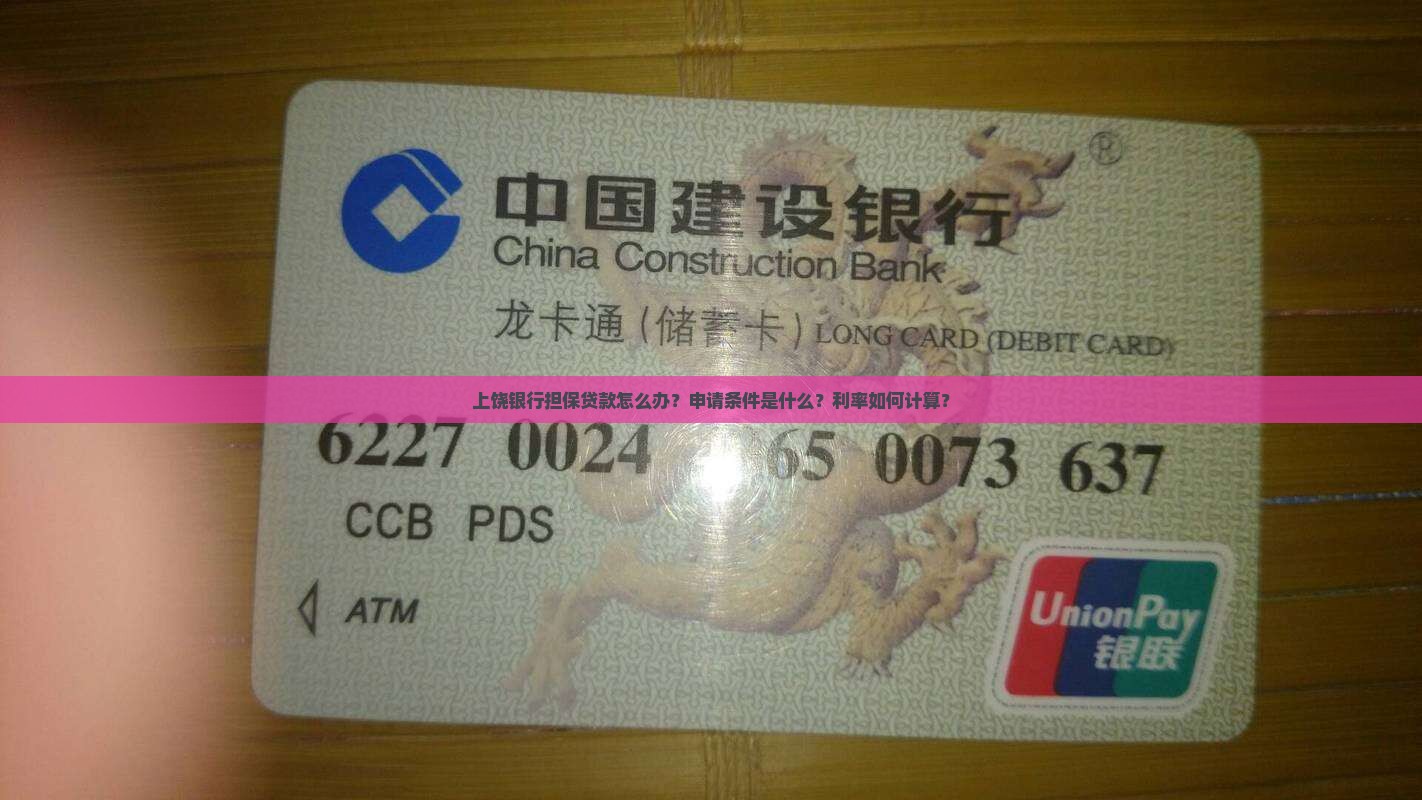 ®
中国建设银行
China Construction Bank
龙卡通(储蓄卡) LONG CARD (DEBIT CARD)
上饶银行担保贷款怎么办？申请条件是什么？利率如何计算？
6227 0024 65 0073 637
CCB PDS
ATM
UnionPay
银联